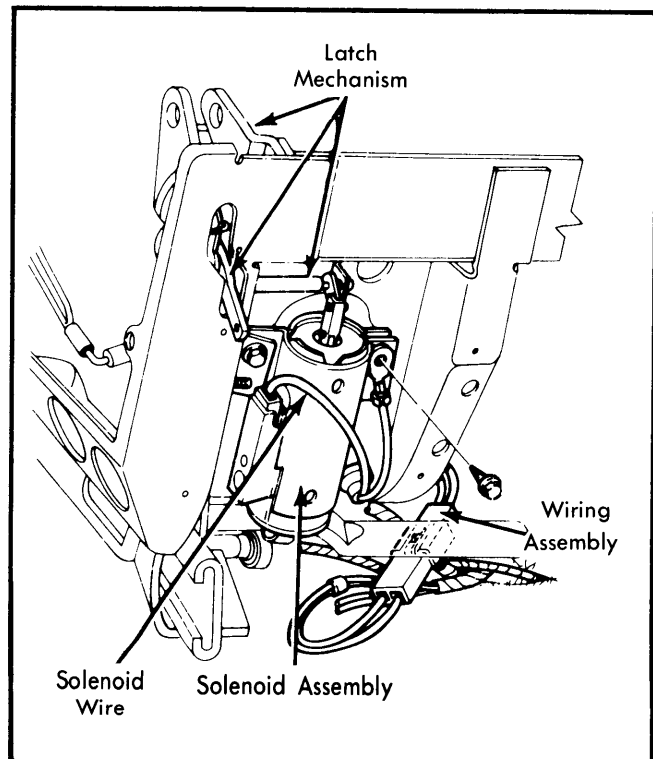 Latch
Mechanism
Wiring
Assembly
Solenoid
Wire
Solenoid Assembly